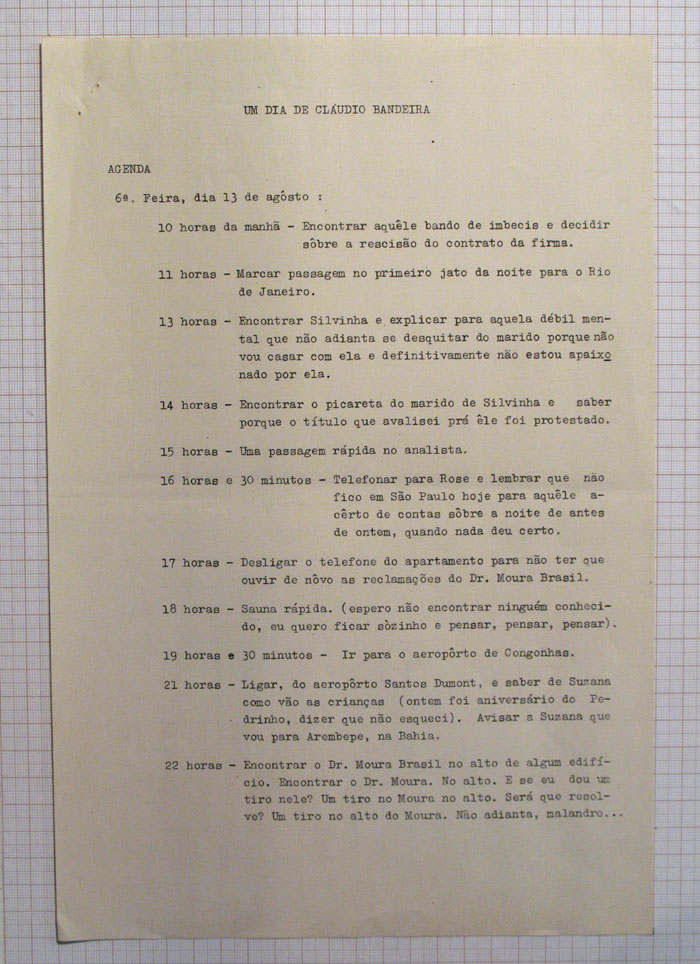 UM DIA DE CLÁUDIO BANDEIRA
AGENDA
6ª. Feira, dia 13 de agôsto :
10 horas da manhã - Encontrar aquêle bando de imbecis e decidir
sôbre a rescisão do contrato da firma.
11 horas - Marcar passagem no primeiro jato da noite para o Rio
de Janeiro.
13 horas - Encontrar Silvinha e explicar para aquela débil men-
tal que não adianta se desquitar do marido porque não
vou casar com ela e definitivamente não estou apaixo
nado por ela.
14 horas - Encontrar o picareta do marido de Silvinha e saber
porque o título que avalisei prá êle foi protestado.
15 horas - Uma passagem rápida no analista.
16 horas e 30 minutos - Telefonar para Rose e lembrar que não
fico em São Paulo hoje para aquêle a-
cêrto de contas sôbre a noite de antes
de ontem, quando nada deu certo.
17 horas - Desligar o telefone do apartamento para não ter que
ouvir de nôvo as reclamações do Dr. Moura Brasil.
18 horas - Sauna rápida. (espero não encontrar ninguém conheci-
do, eu quero ficar sòzinho e pensar, pensar, pensar).
19 horas e 30 minutos - Ir para o aeropôrto de Congonhas.
21 horas - Ligar, do aeropôrto Santos Dumont, e saber de Suzana
como vão as crianças (ontem foi aniversário do Pe-
drinho, dizer que não esqueci). Avisar a Suzana que
vou para Arembepe, na Bahia.
22 horas - Encontrar o Dr. Moura Brasil no alto de algum edifí-
cio. Encontrar o Dr. Moura. No alto. E se eu dou um
tiro nele? Um tiro no Moura no alto. Será que resol-
ve? Um tiro no alto do Moura. Não adianta, malandro...